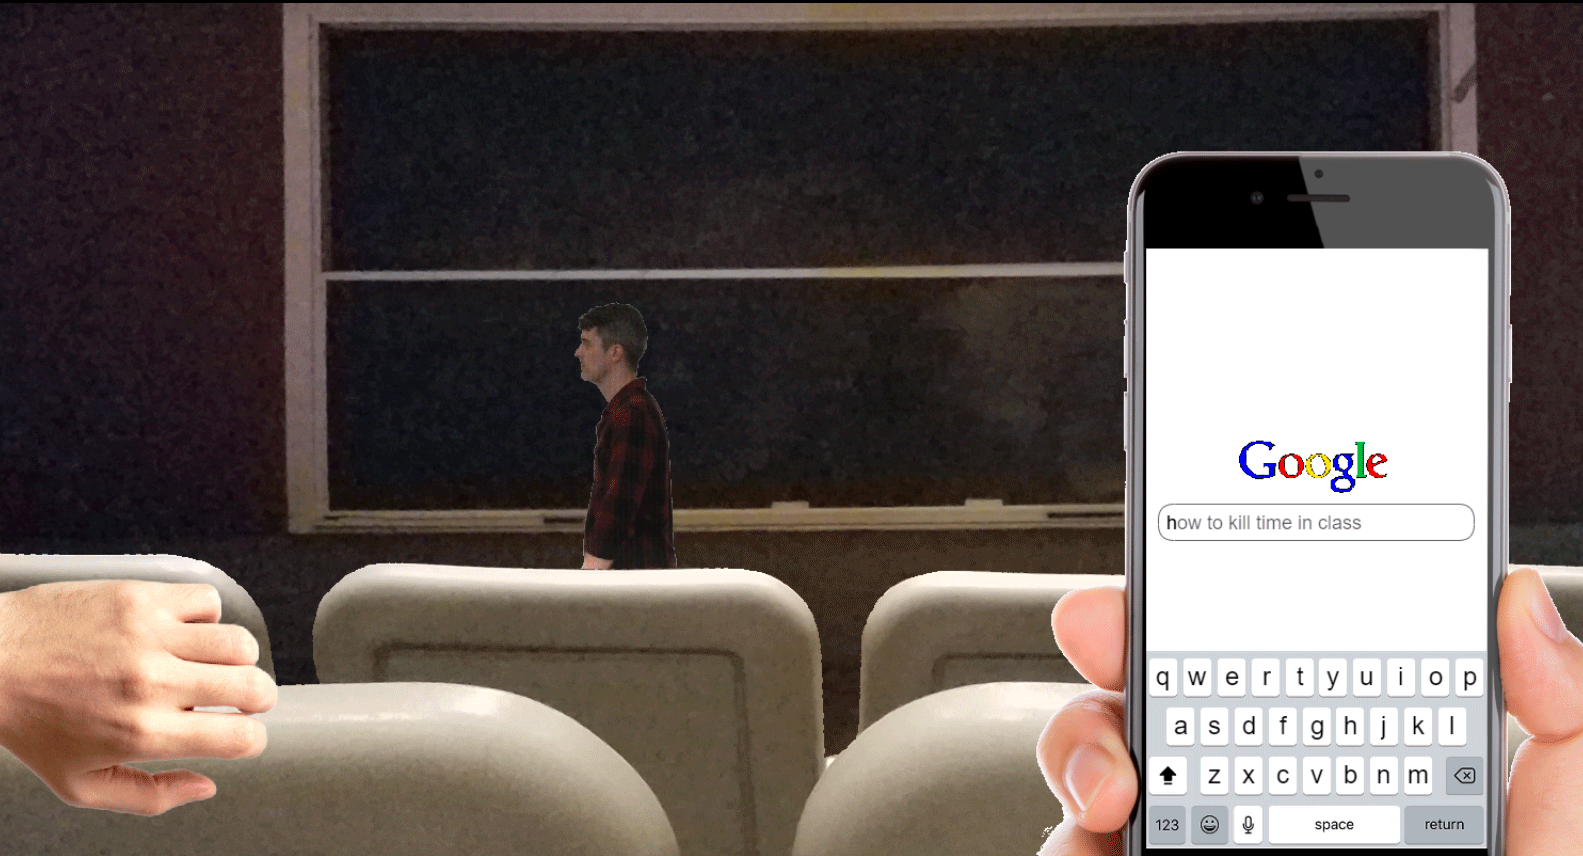 Google
how to kill time in class
q w e r t y u i o p
a s d f g h j k l
z x c v b n m
123 space return